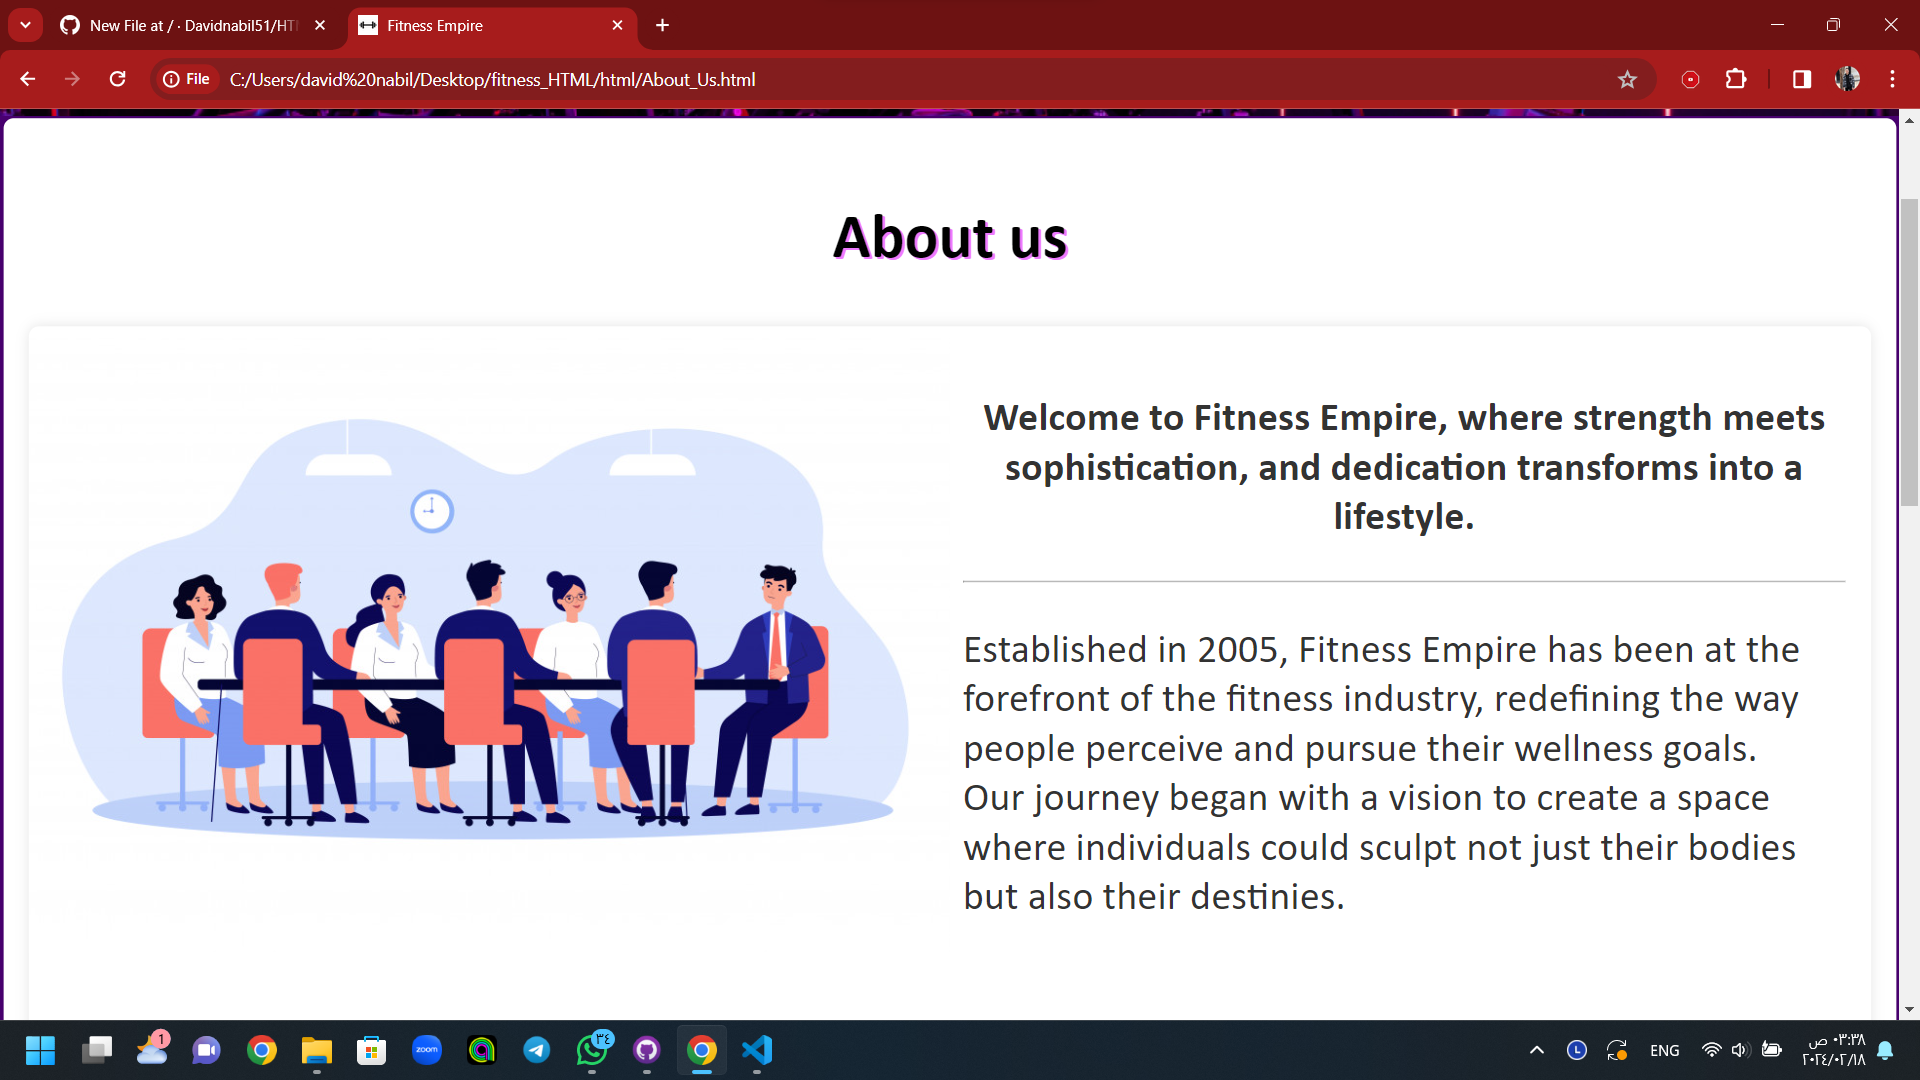 New File at / · Davidnabil51/HT
Fitness Empire
File
C:/Users/david%20nabil/Desktop/fitness_HTML/html/About_Us.html
About us
Welcome to Fitness Empire, where strength meets
sophistication, and dedication transforms into a
lifestyle.
Established in 2005, Fitness Empire has been at the
forefront of the fitness industry, redefining the way
people perceive and pursue their wellness goals.
Our journey began with a vision to create a space
where individuals could sculpt not just their bodies
but also their destinies.
1
zoom
٣٤
L
ENG
٠٣:٣٨ ص
٢٠٢٤/٠٢/١٨